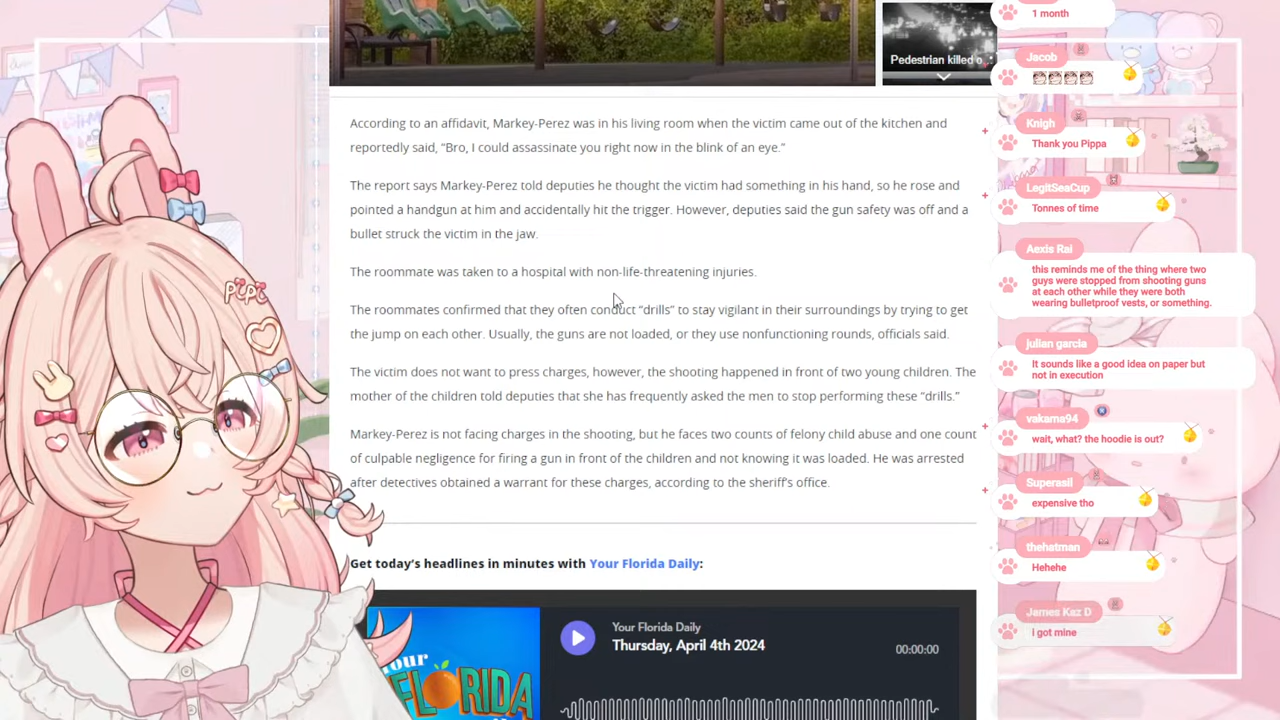 Pedestrian killed o...
According to an affidavit, Markey-Perez was in his living room when the victim came out of the kitchen and
reportedly said, “Bro, I could assassinate you right now in the blink of an eye.”
The report says Markey-Perez told deputies he thought the victim had something in his hand, so he rose and
pointed a handgun at him and accidentally hit the trigger. However, deputies said the gun safety was off and a
bullet struck the victim in the jaw.
The roommate was taken to a hospital with non-life-threatening injuries.
The roommates confirmed that they often conduct “drills” to stay vigilant in their surroundings by trying to get
the jump on each other. Usually, the guns are not loaded, or they use nonfunctioning rounds, officials said.
The victim does not want to press charges, however, the shooting happened in front of two young children. The
mother of the children told deputies that she has frequently asked the men to stop performing these “drills.”
Markey-Perez is not facing charges in the shooting, but he faces two counts of felony child abuse and one count
of culpable negligence for firing a gun in front of the children and not knowing it was loaded. He was arrested
after detectives obtained a warrant for these charges, according to the sheriff’s office.
Get today’s headlines in minutes with Your Florida Daily:
Your Florida Daily
Thursday, April 4th 2024
00:00:00
Your
FLORIDA
PiPi
1 month
Jacob
Knigh
Thank you Pippa
LegitSeaCup
Tonnes of time
Aexis Rai
this reminds me of the thing where two
guys were stopped from shooting guns
at each other while they were both
wearing bulletproof vests, or something.
julian garcia
It sounds like a good idea on paper but
not in execution
vakama94
wait, what? the hoodie is out?
Superasil
expensive tho
thehatman
Hehehe
James Kaz D
i got mine